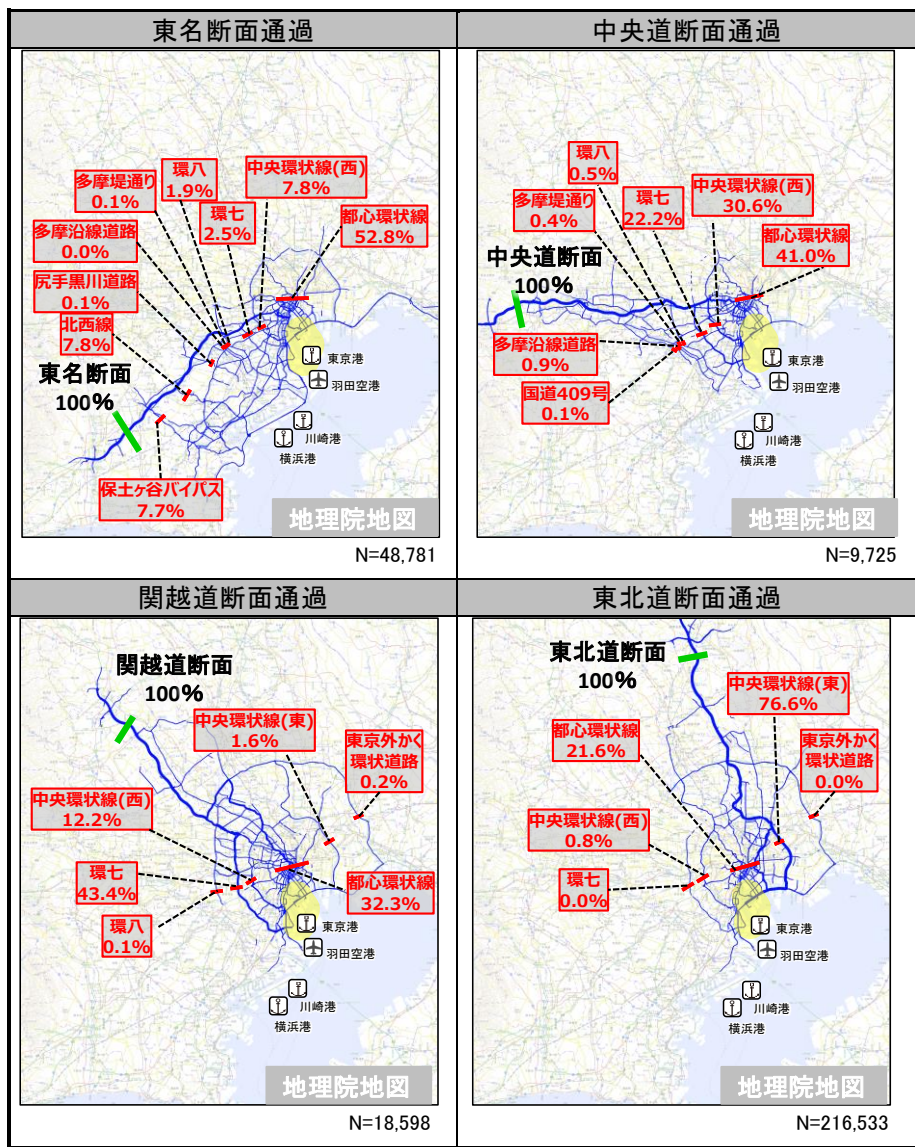 東名断面通過
中央道断面通過
環八
1.9%
多摩堤通り
0.1%
中央環状線(西)
7.8%
環七
2.5%
都心環状線
52.8%
多摩沿線道路
0.0%
尻手黒川道路
0.1%
北西線
7.8%
東名断面
100%
東京港
羽田空港
川崎港
横浜港
保土ヶ谷バイパス
7.7%
地理院地図
N=48,781
環八
0.5%
多摩堤通り
0.4%
環七
22.2%
中央環状線(西)
30.6%
都心環状線
41.0%
中央道断面
100%
多摩沿線道路
0.9%
国道409号
0.1%
東京港
羽田空港
川崎港
横浜港
地理院地図
N=9,725
関越道断面通過
東北道断面通過
関越道断面
100%
中央環状線(東)
1.6%
東京外かく
環状道路
0.2%
中央環状線(西)
12.2%
環七
43.4%
環八
0.1%
都心環状線
32.3%
東京港
羽田空港
川崎港
横浜港
地理院地図
N=18,598
東北道断面
100%
中央環状線(東)
76.6%
都心環状線
21.6%
東京外かく
環状道路
0.0%
中央環状線(西)
0.8%
環七
0.0%
東京港
羽田空港
川崎港
横浜港
地理院地図
N=216,533